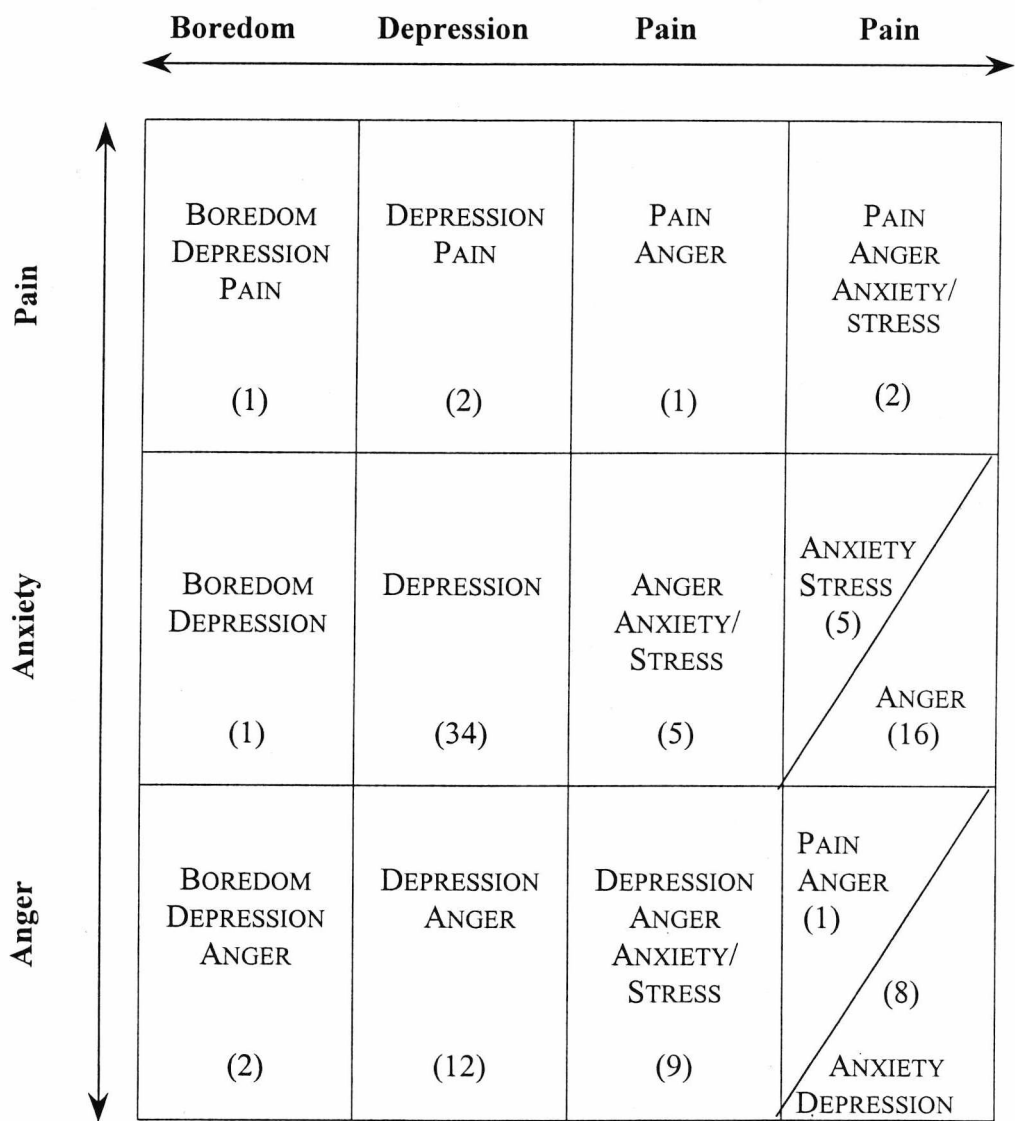 Boredom Depression Pain Pain
Pain
BOREDOM
DEPRESSION
PAIN
(1)
DEPRESSION
PAIN
(2)
PAIN
ANGER
(1)
PAIN
ANGER
ANXIETY/
STRESS
(2)
Anxiety
BOREDOM
DEPRESSION
(1)
DEPRESSION
(34)
ANGER
ANXIETY/
STRESS
(5)
ANXIETY
STRESS
(5)
ANGER
(16)
Anger
BOREDOM
DEPRESSION
ANGER
(2)
DEPRESSION
ANGER
(12)
DEPRESSION
ANGER
ANXIETY/
STRESS
(9)
PAIN
ANGER
(1)
(8)
ANXIETY
DEPRESSION